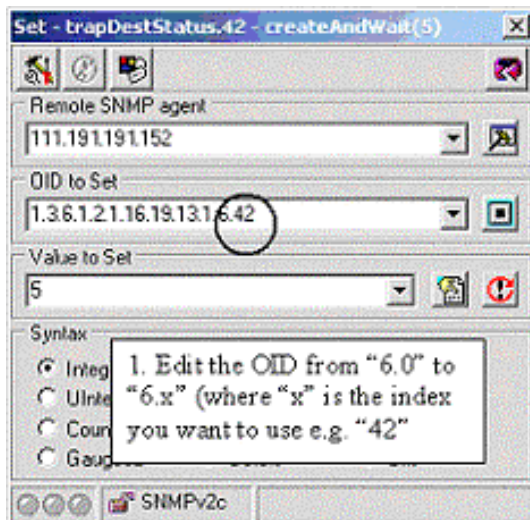 Set - trapDestStatus.42 - createAndWait(5)
Remote SNMP agent
111.191.191.152
OID to Set
1.3.6.1.2.1.16.19.13.1.6.42
Value to Set
5
Syntax
Integ
UInte
Coun
1. Edit the OID from "6.0" to
"6.x" (where "x" is the index
you want to use e.g. "42"
SNMPv2c